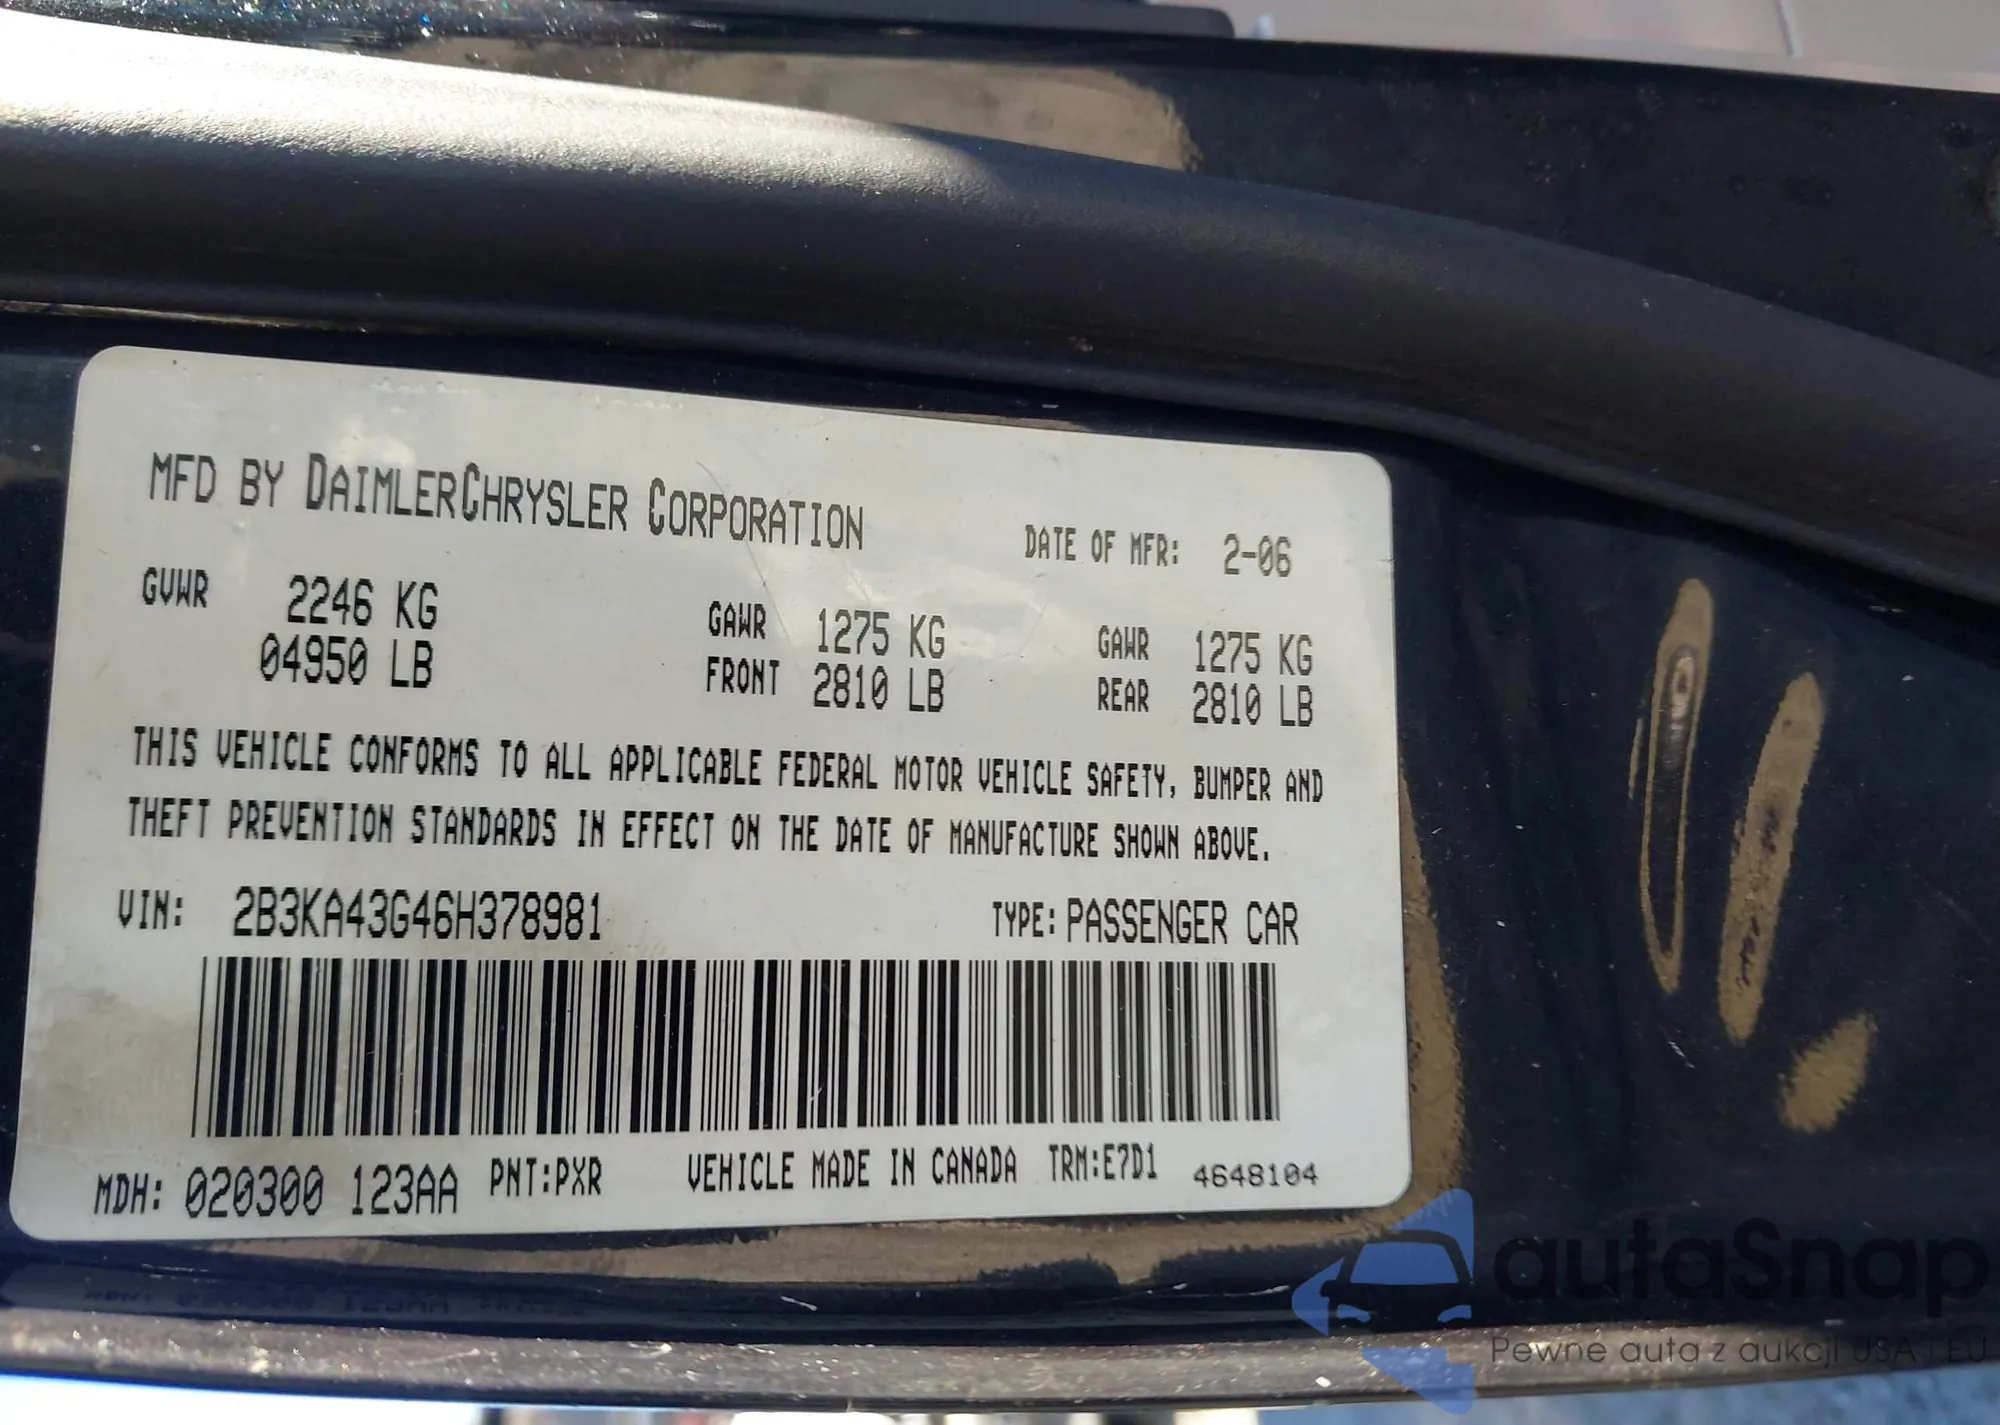 MFD BY DAIMLERCHRYSLER CORPORATION
DATE OF MFR: 2-06
GVWR 2246 KG
04950 LB
GAWR FRONT 1275 KG
2810 LB
GAWR REAR 1275 KG
2810 LB
THIS VEHICLE CONFORMS TO ALL APPLICABLE FEDERAL MOTOR VEHICLE SAFETY, BUMPER AND
THEFT PREVENTION STANDARDS IN EFFECT ON THE DATE OF MANUFACTURE SHOWN ABOVE.
VIN: 2B3KA43G46H378981 TYPE: PASSENGER CAR
MDH: 020300 123AA PNT:PXR VEHICLE MADE IN CANADA TRM:E7D1 4648104
autaSnap
Pewne auta z aukcji USA i EU